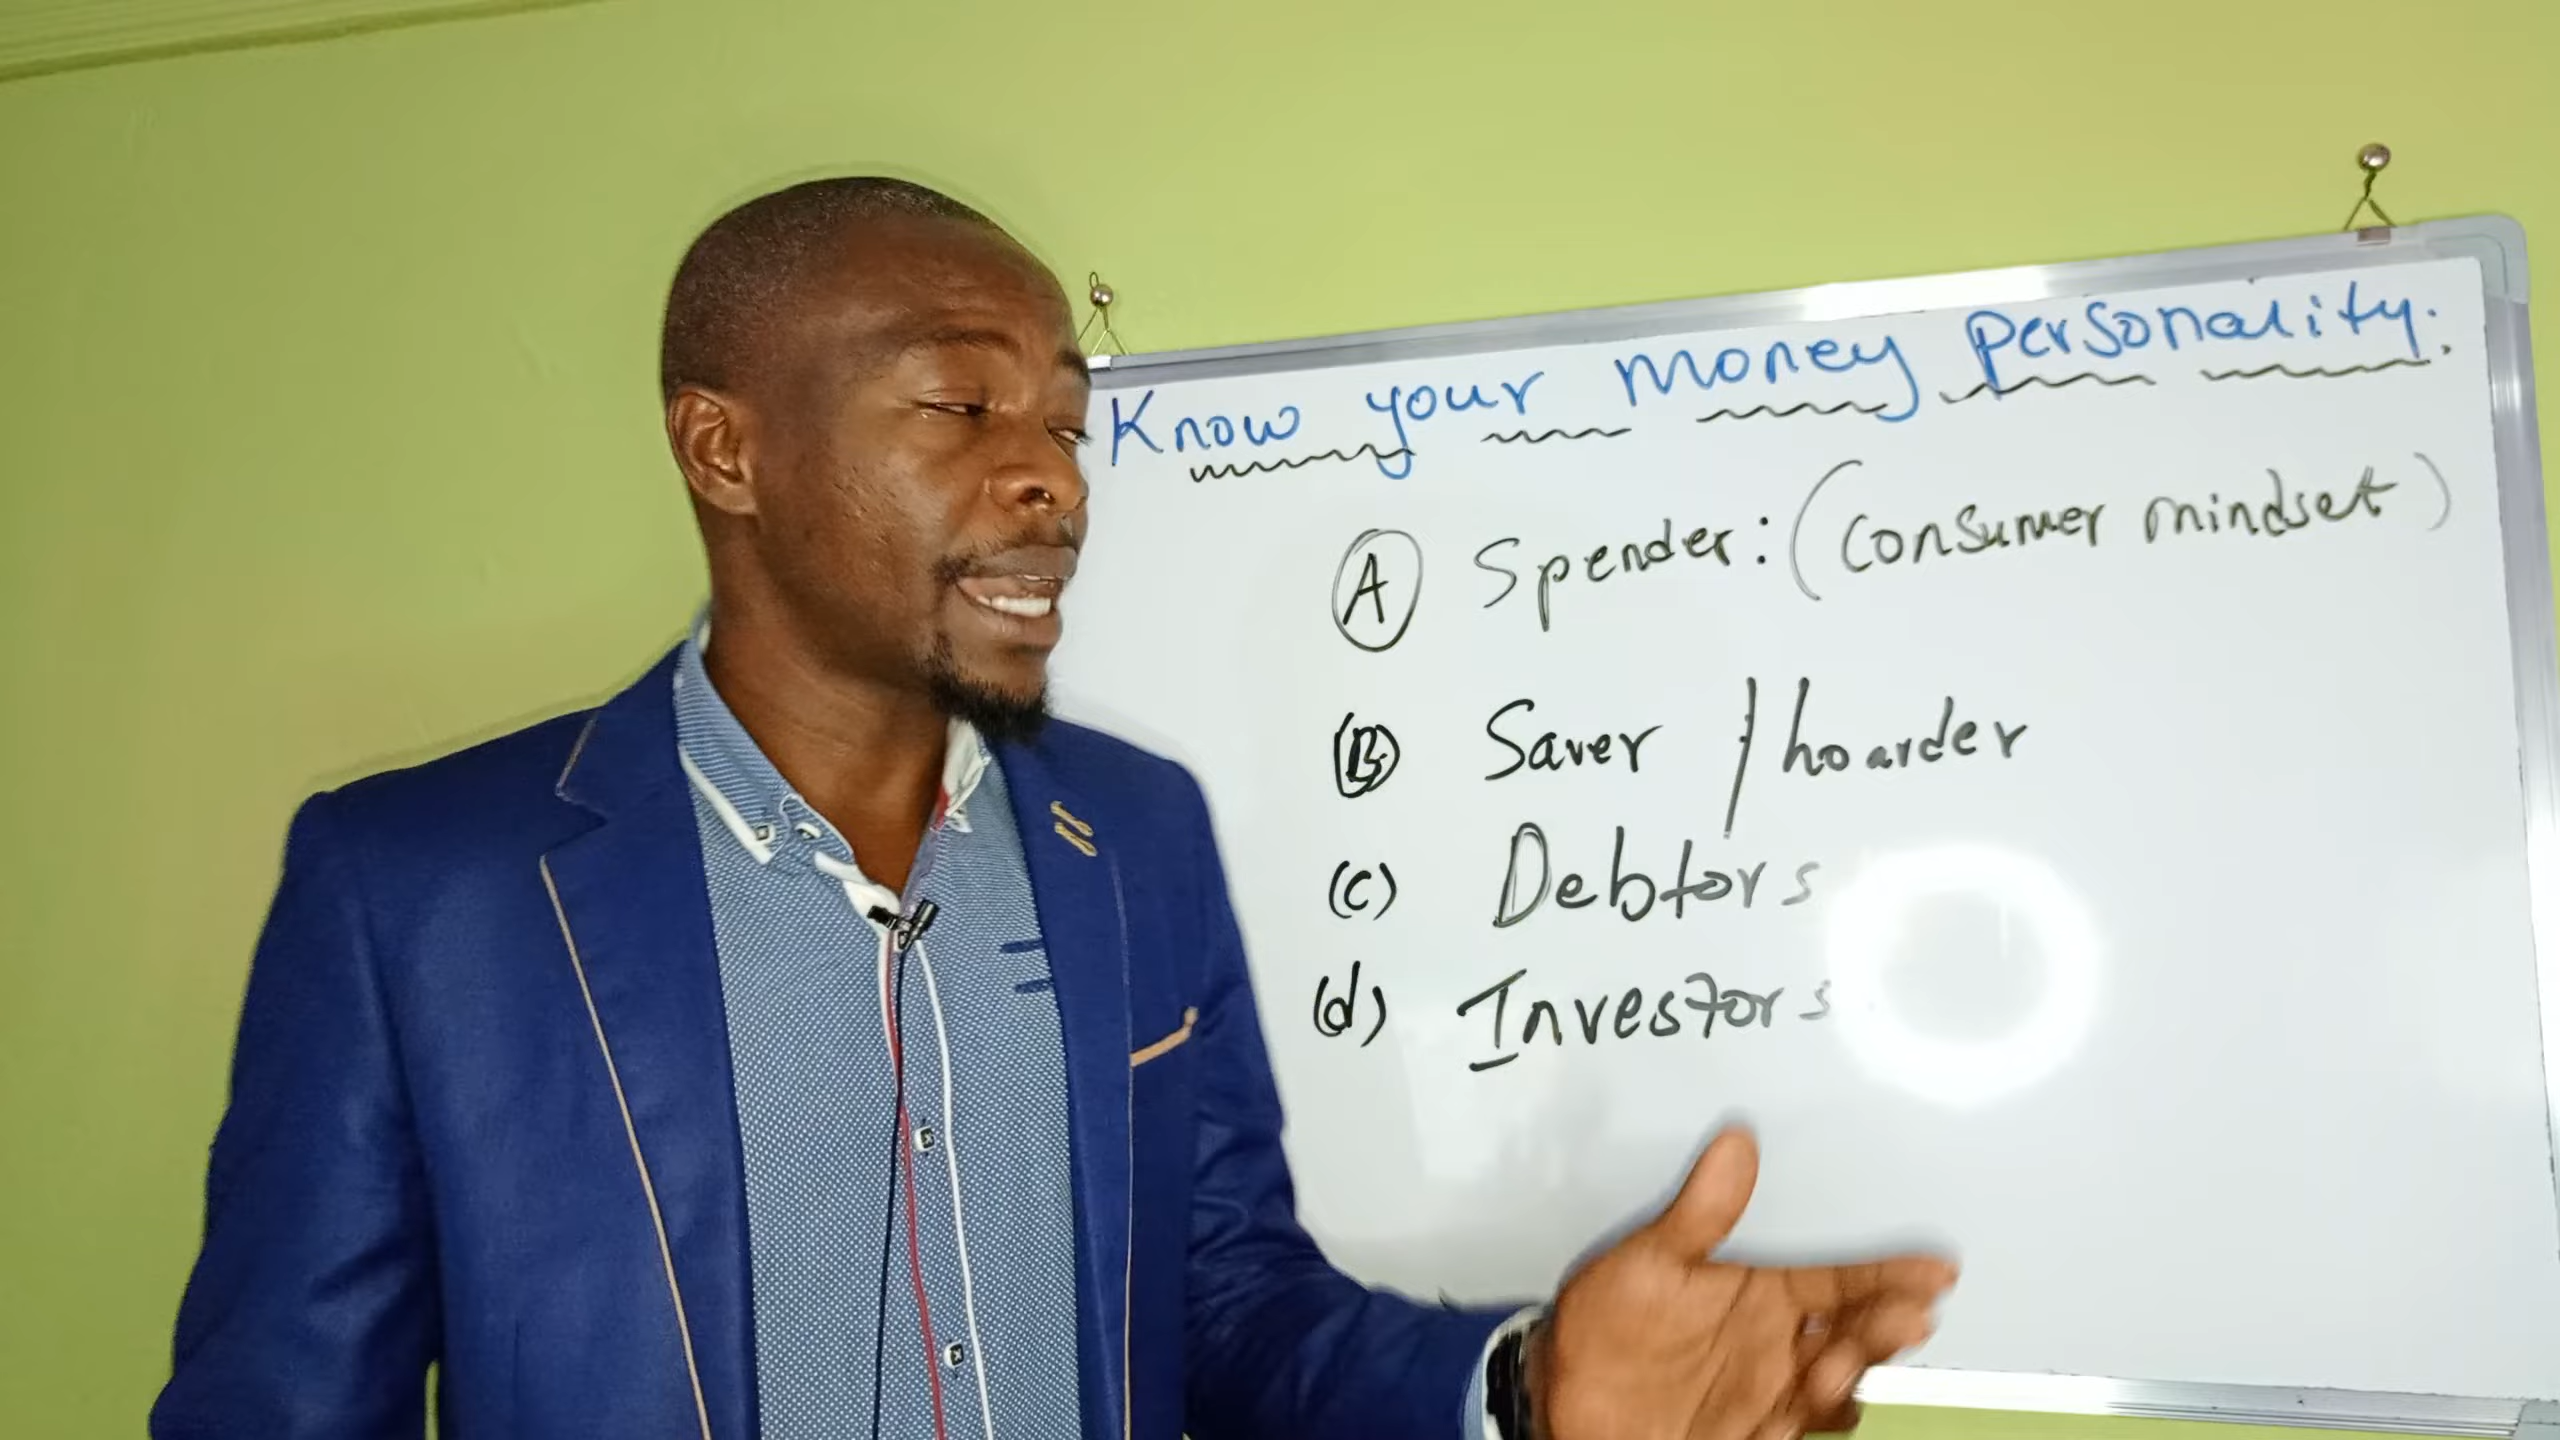 Know your money personality.
(A) Spender: (Consumer mindset)
(B) Saver / hoarder
(c) Debtors
(d) Investors